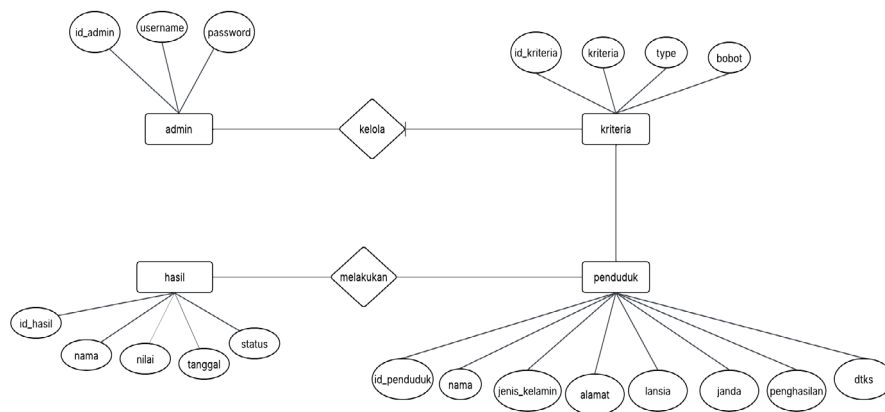 id_admin
username
password
id_kriteria
kriteria
type
bobot
admin
kelola
kriteria
hasil
melakukan
penduduk
id_hasil
nama
nilai
tanggal
status
id_penduduk
nama
jenis_kelamin
alamat
lansia
janda
penghasilan
dtks